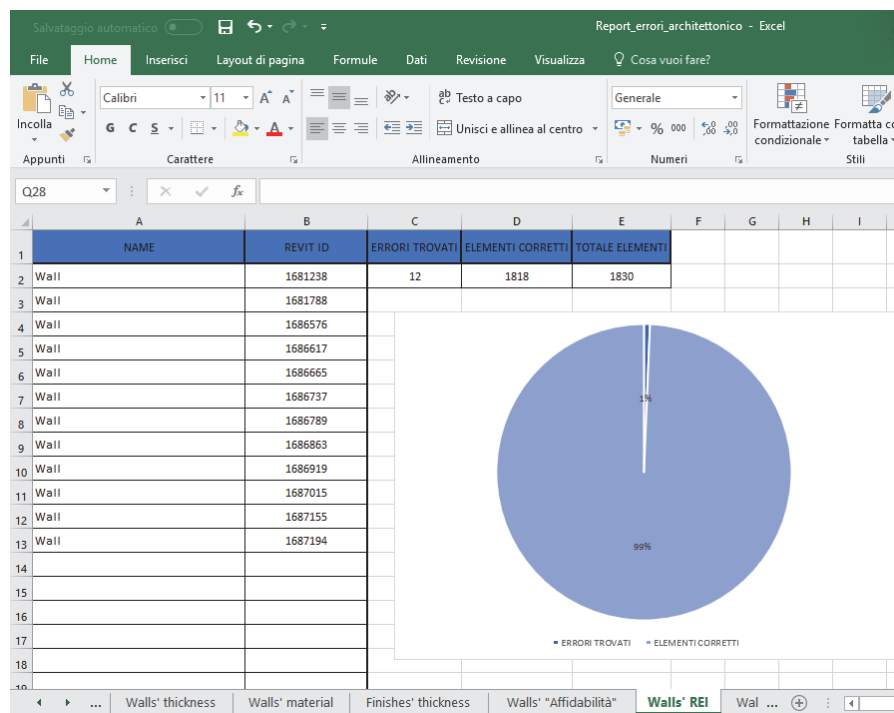 Salvataggio automatico
Report_errori_architettonico - Excel
File Home Inserisci Layout di pagina Formule Dati Revisione Visualizza Cosa vuoi fare?
Incolla
Calibri 11
Testo a capo
Generale
G C S
Unisci e allinea al centro
% 000
Formattazione condizionale
Formatta co
tabella
Appunti Carattere Allineamento Numeri Stili
Q28 fx
A B C D E F G H I
1 NAME REVIT ID ERRORI TROVATI ELEMENTI CORRETTI TOTALE ELEMENTI
2 Wall 1681238 12 1818 1830
3 Wall 1681788
4 Wall 1686576
5 Wall 1686617
6 Wall 1686665
7 Wall 1686737
8 Wall 1686789
9 Wall 1686863
10 Wall 1686919
11 Wall 1687015
12 Wall 1687155
13 Wall 1687194
14
15
16
17
18
1%
99%
ERRORI TROVATI ELEMENTI CORRETTI
... Walls' thickness Walls' material Finishes' thickness Walls' "Affidabilità" Walls' REI Wal ...